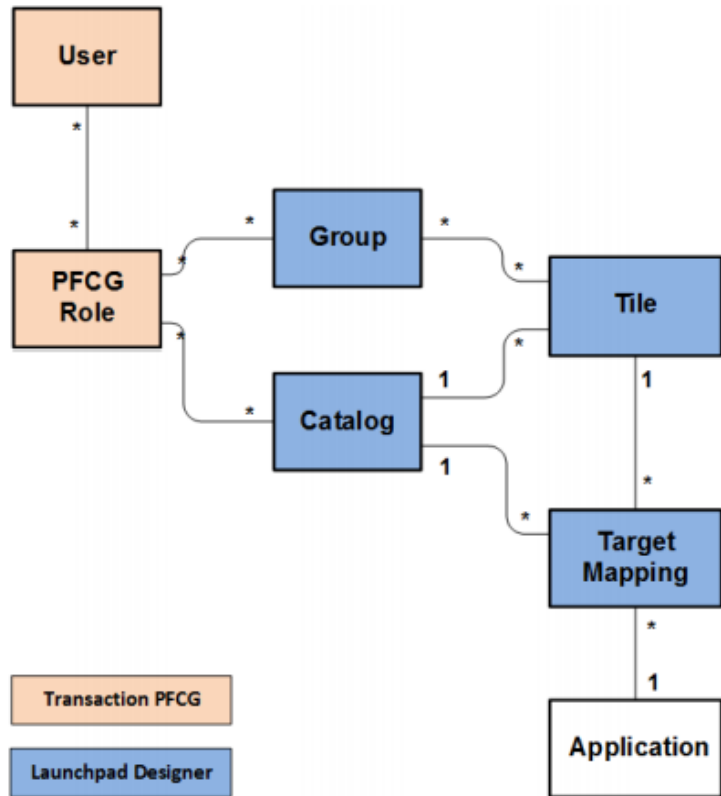 User
*
*
PFCG
Role
*
*
Group
*
*
Tile
*
*
Catalog
1
*
1
*
1
*
Target
Mapping
*
1
Application
Transaction PFCG
Launchpad Designer